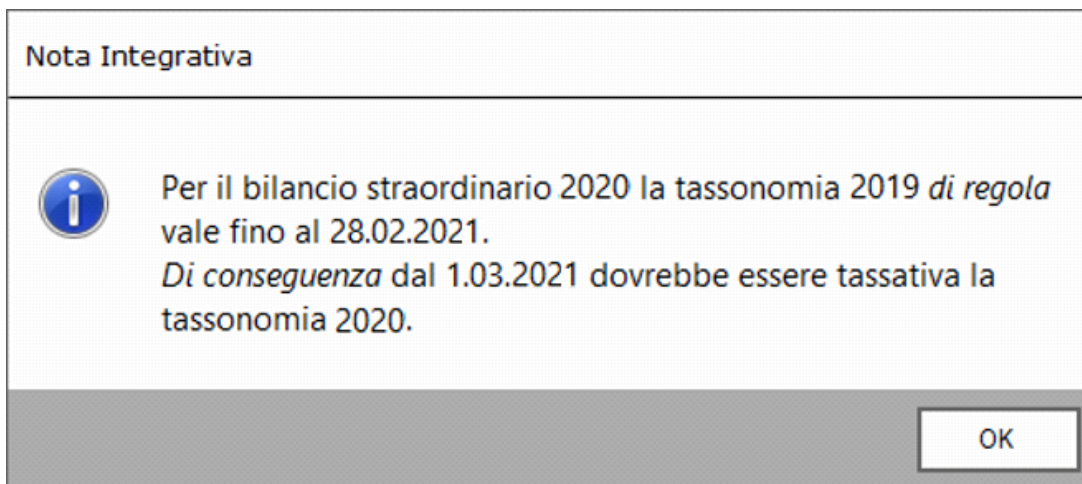 Nota Integrativa
Per il bilancio straordinario 2020 la tassonomia 2019 di regola
vale fino al 28.02.2021.
Di conseguenza dal 1.03.2021 dovrebbe essere tassativa la
tassonomia 2020.
OK